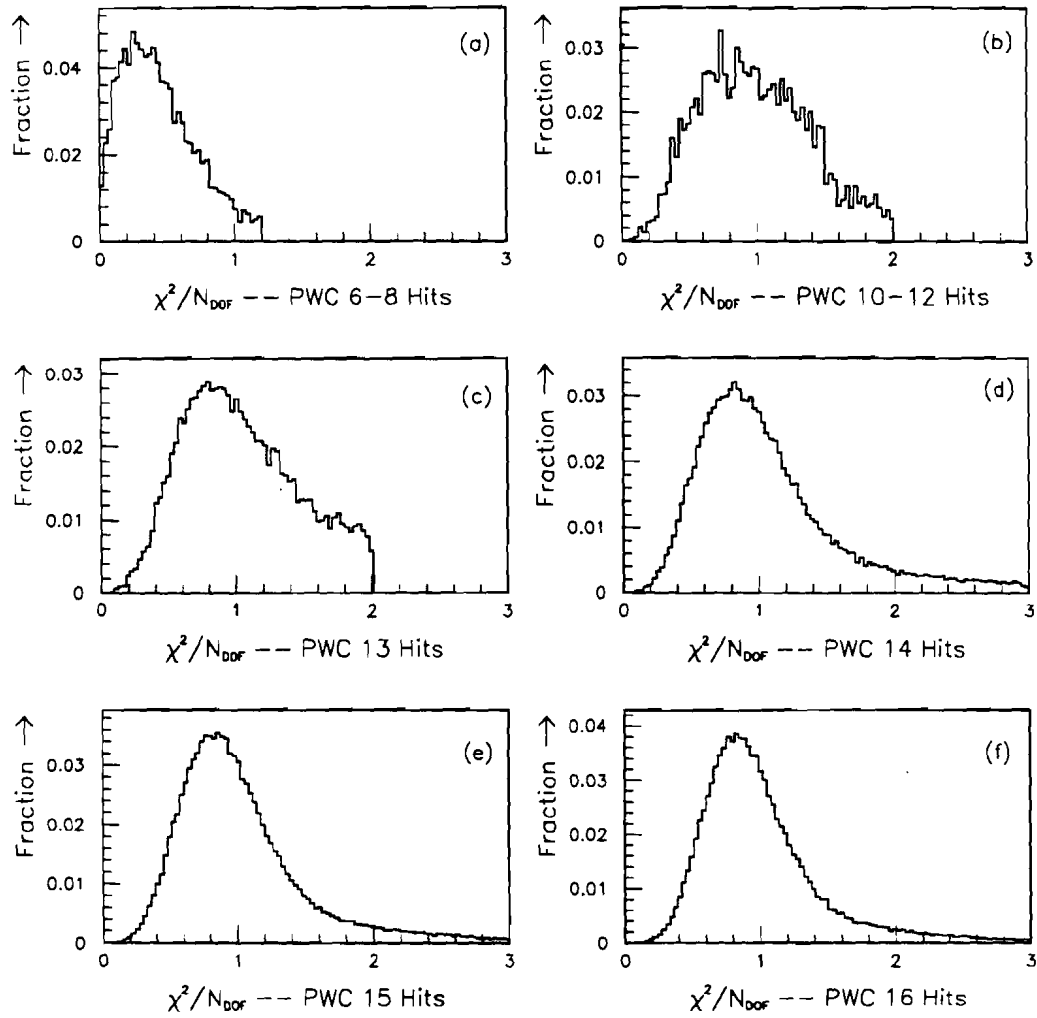 Fraction →
(a)
0.04
0.02
0
0 1 2 3
χ²/N_DOF -- PWC 6-8 Hits
Fraction →
(b)
0.03
0.02
0.01
0
0 1 2 3
χ²/N_DOF -- PWC 10-12 Hits
Fraction →
(c)
0.03
0.02
0.01
0
0 1 2 3
χ²/N_DOF -- PWC 13 Hits
Fraction →
(d)
0.03
0.02
0.01
0
0 1 2 3
χ²/N_DOF -- PWC 14 Hits
Fraction →
(e)
0.03
0.02
0.01
0
0 1 2 3
χ²/N_DOF -- PWC 15 Hits
Fraction →
(f)
0.04
0.03
0.02
0.01
0
0 1 2 3
χ²/N_DOF -- PWC 16 Hits